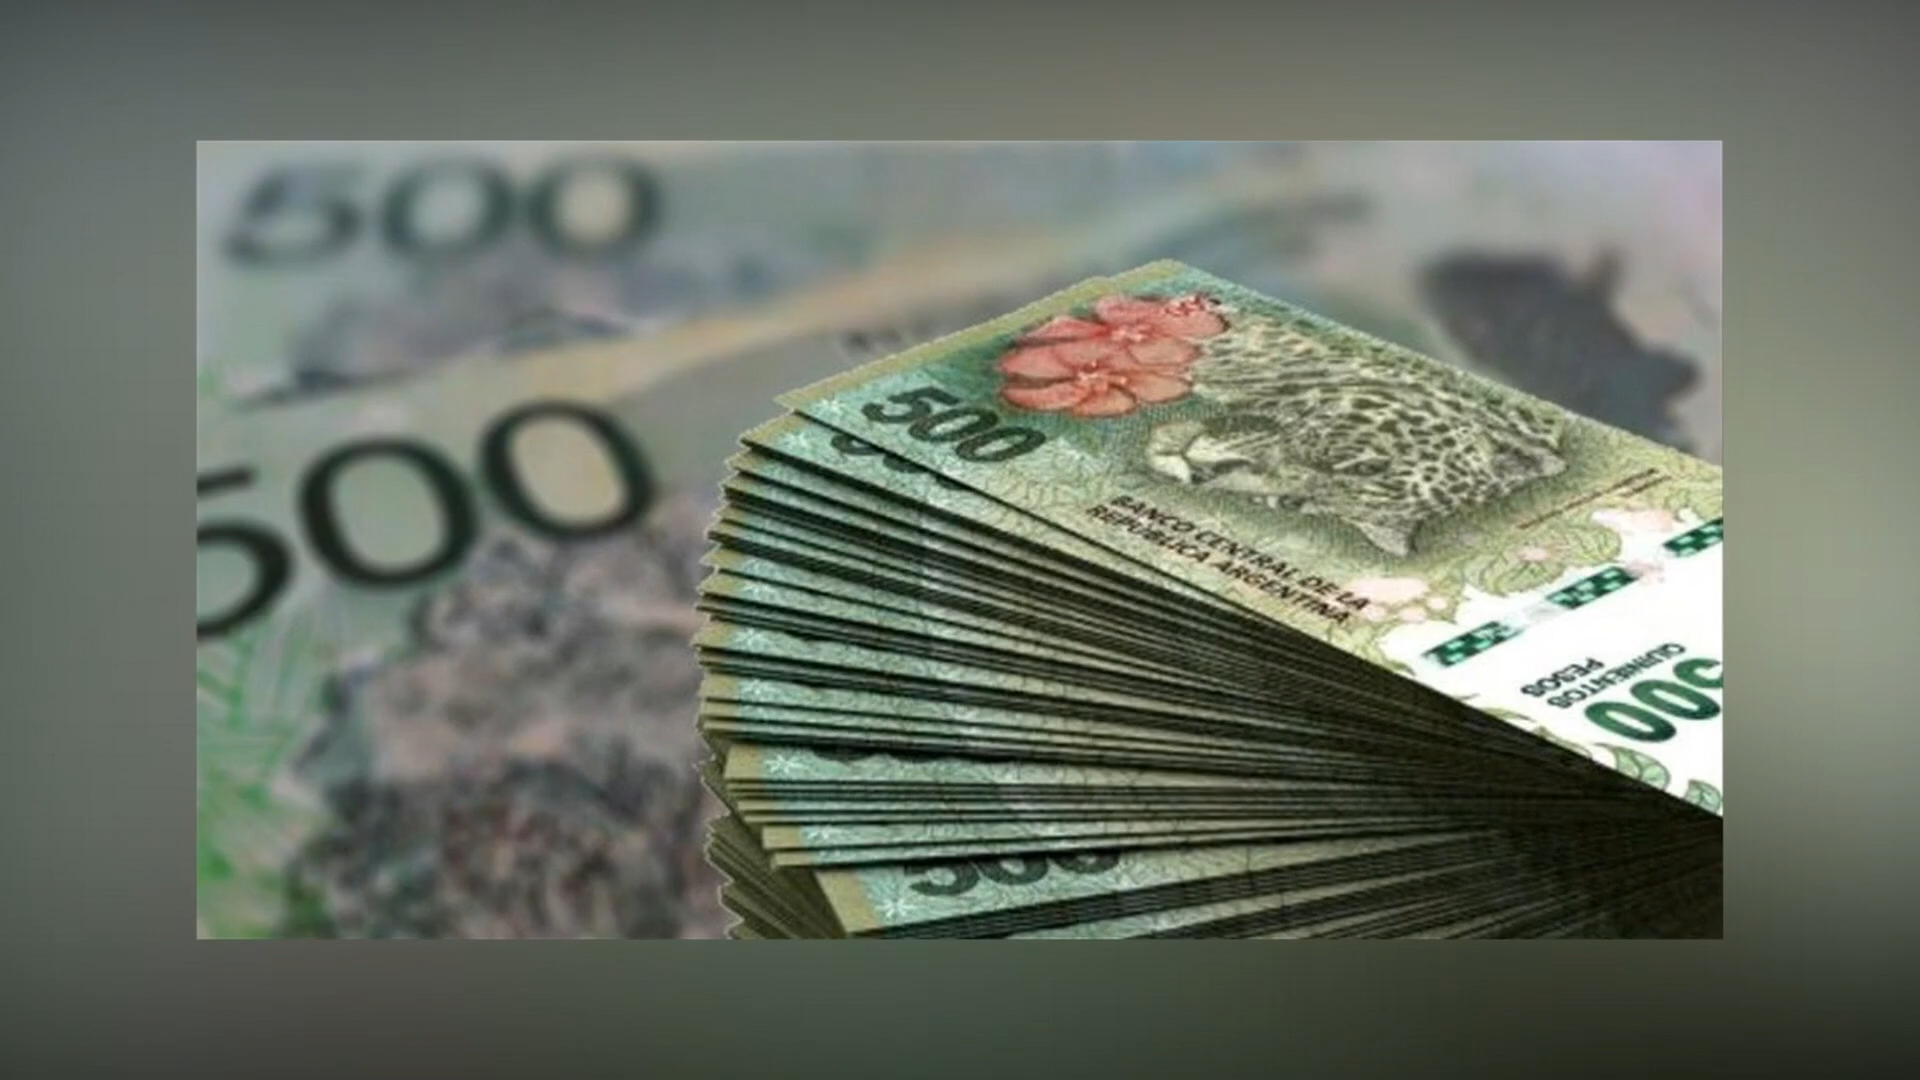 500
500
500
BANCO CENTRAL DE LA
REPÚBLICA ARGENTINA
500
QUINIENTOS
PESOS
500